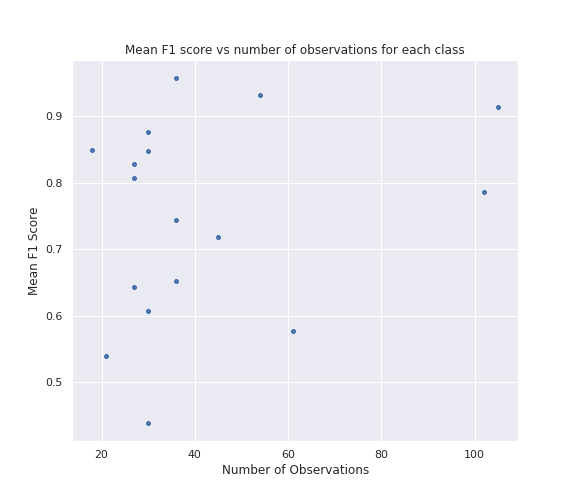 Mean F1 score vs number of observations for each class
0.9
0.8
0.7
0.6
0.5
Mean F1 Score
20 40 60 80 100
Number of Observations